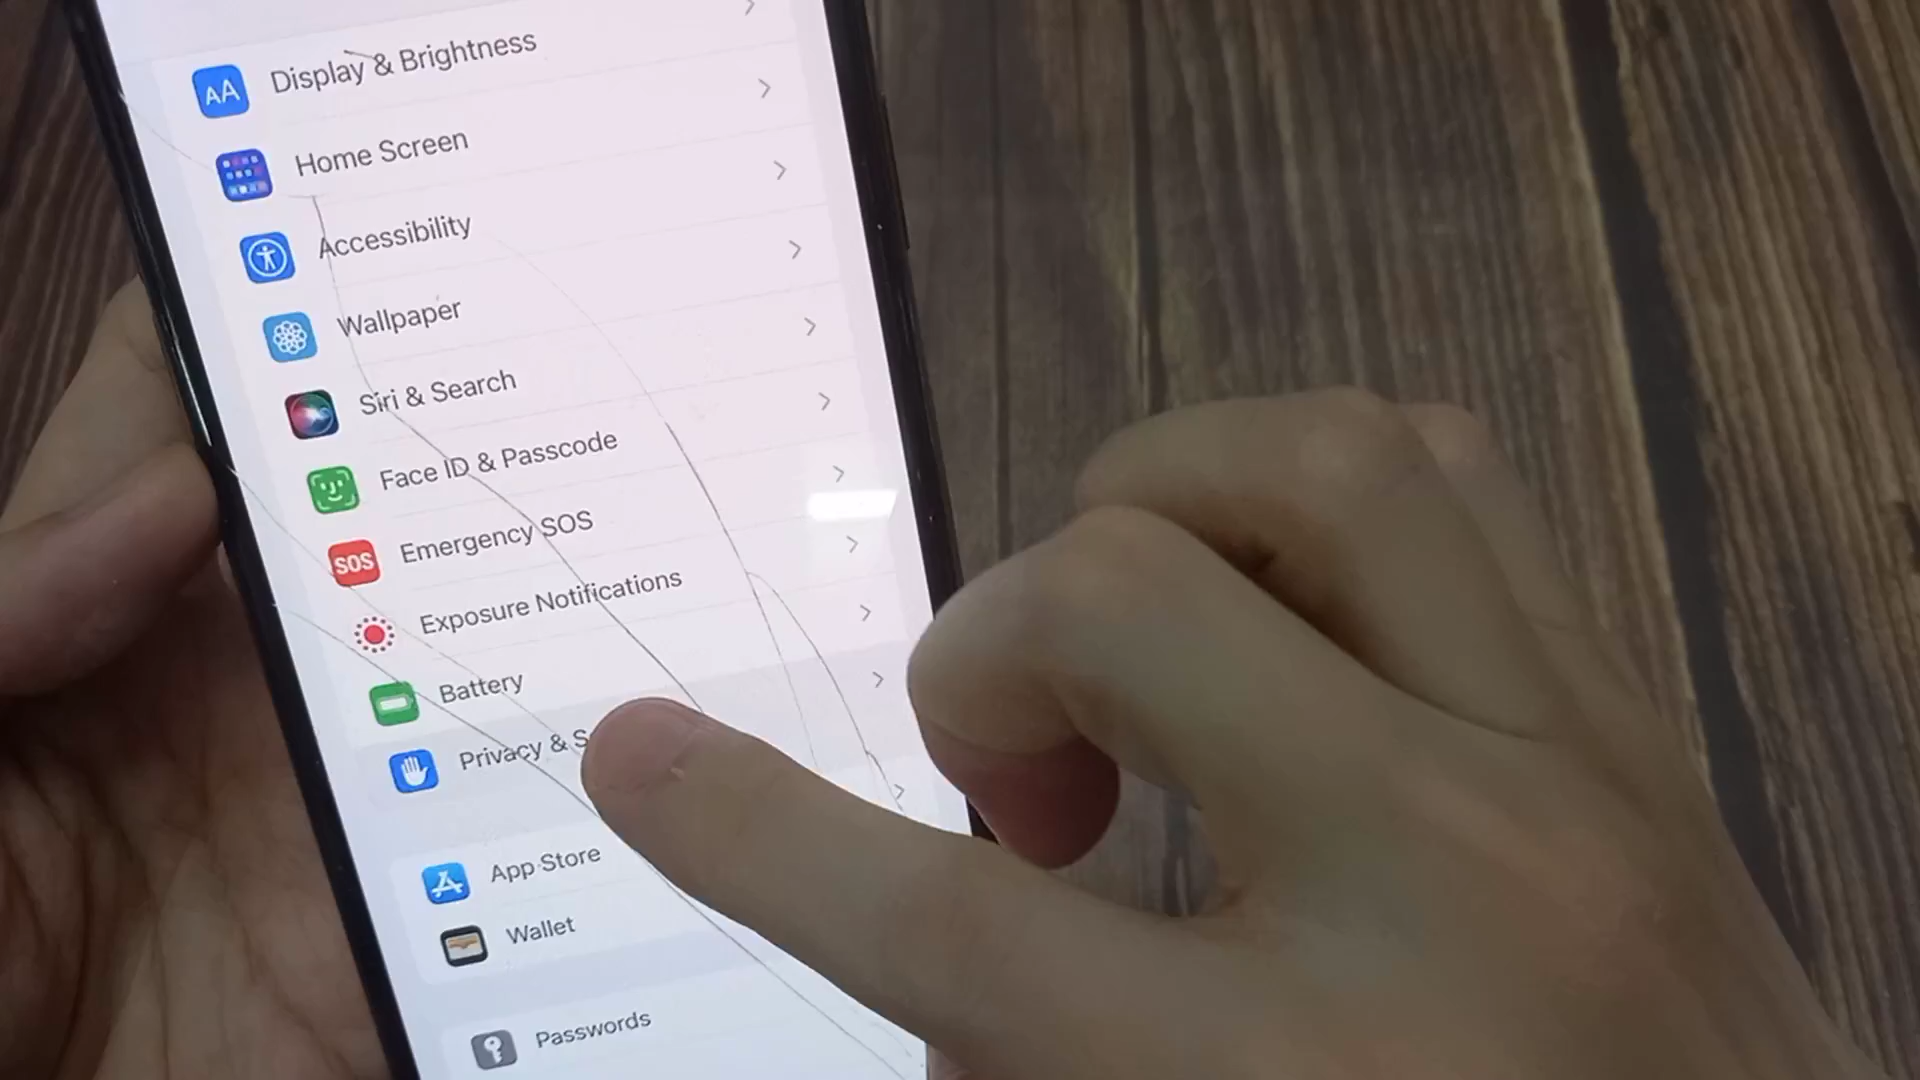 AA
Display & Brightness
Home Screen
Accessibility
Wallpaper
Siri & Search
Face ID & Passcode
SOS
Emergency SOS
Exposure Notifications
Battery
Privacy & S
App Store
Wallet
Passwords